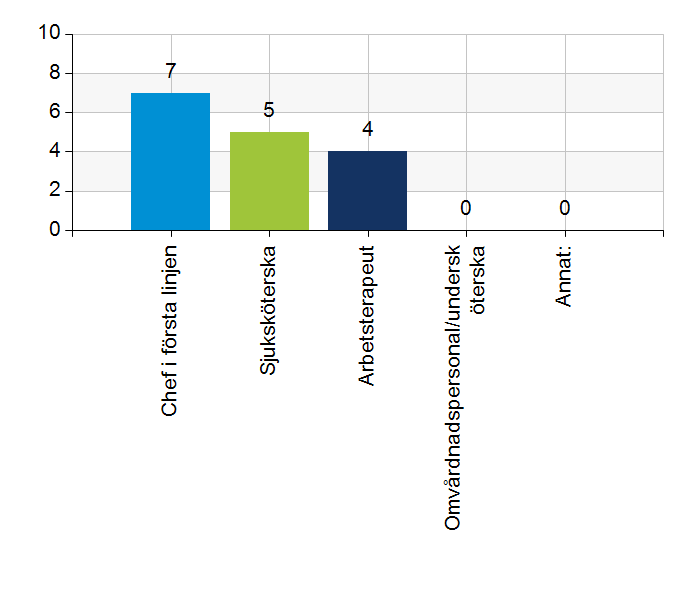 10
8
6
4
2
0
7
5
4
0
0
Chef i första linjen
Sjuksköterska
Arbetsterapeut
Omvårdnadspersonal/undersk
öterska
Annat: